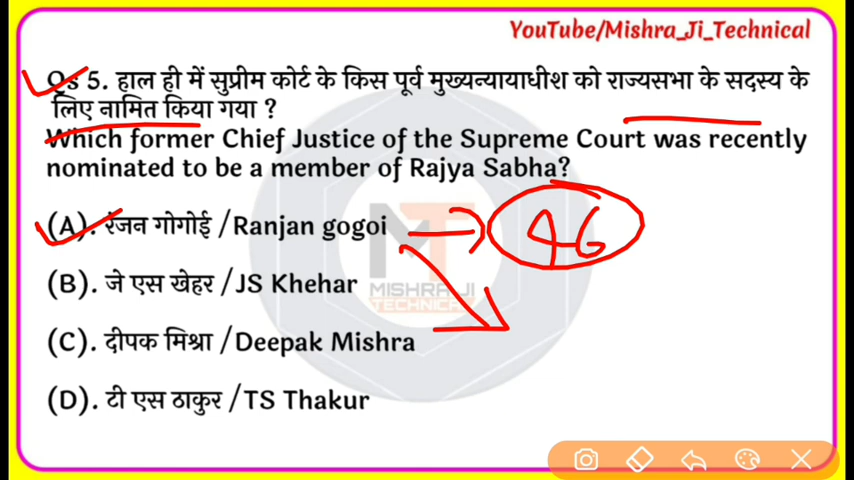 YouTube/Mishra_Ji_Technical
Qs 5. हाल ही में सुप्रीम कोर्ट के किस पूर्व मुख्यन्यायाधीश को राज्यसभा के सदस्य के
लिए नामित किया गया ?
Which former Chief Justice of the Supreme Court was recently
nominated to be a member of Rajya Sabha?
(A). रंजन गोगोई /Ranjan gogoi
46
(B). जे एस खेहर /JS Khehar
MISHRA JI
TECHNICAL
(C). दीपक मिश्रा /Deepak Mishra
(D). टी एस ठाकुर /TS Thakur